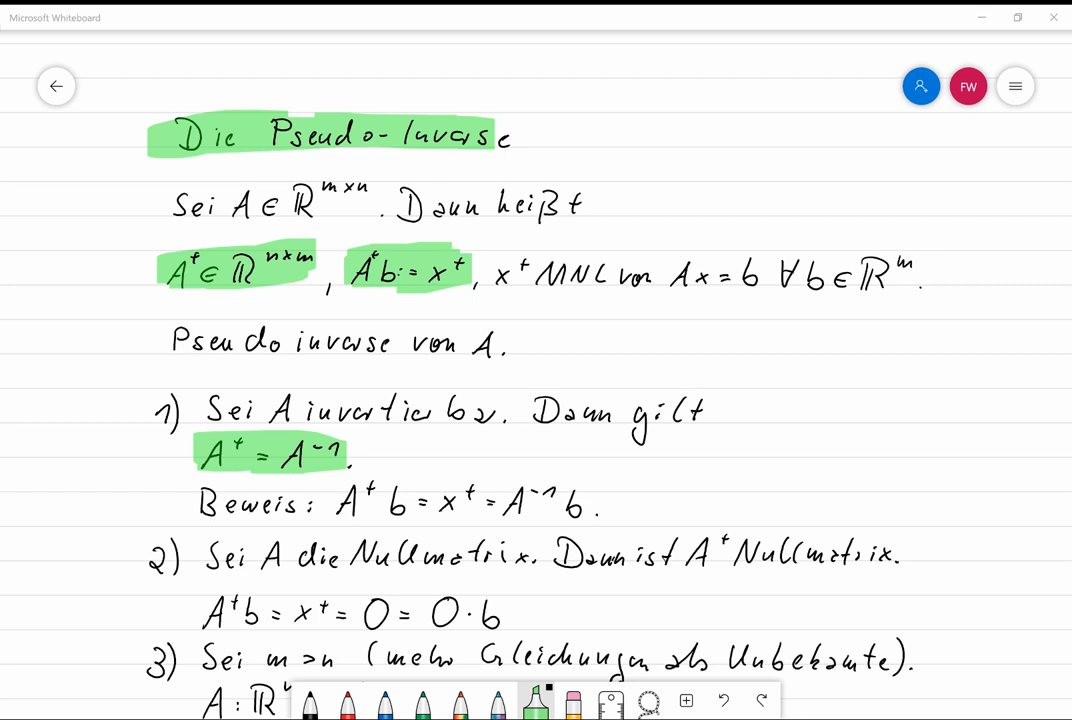 Microsoft Whiteboard
FW
Die Pseudo-Inverse
Sei A ∈ ℝ^{m×n}. Dann heißt
A⁺ ∈ ℝ^{n×m}, A⁺b := x⁺, x⁺ MNL von Ax = b ∀ b ∈ ℝ^m.
Pseudoinverse von A.
1) Sei A invertierbar. Dann gilt
A⁺ = A⁻¹.
Beweis: A⁺b = x⁺ = A⁻¹b.
2) Sei A die Nullmatrix. Dann ist A⁺ Nullmatrix.
A⁺b = x⁺ = 0 = 0·b
3) Sei m > n (mehr Gleichungen als Unbekannte).
A : ℝ